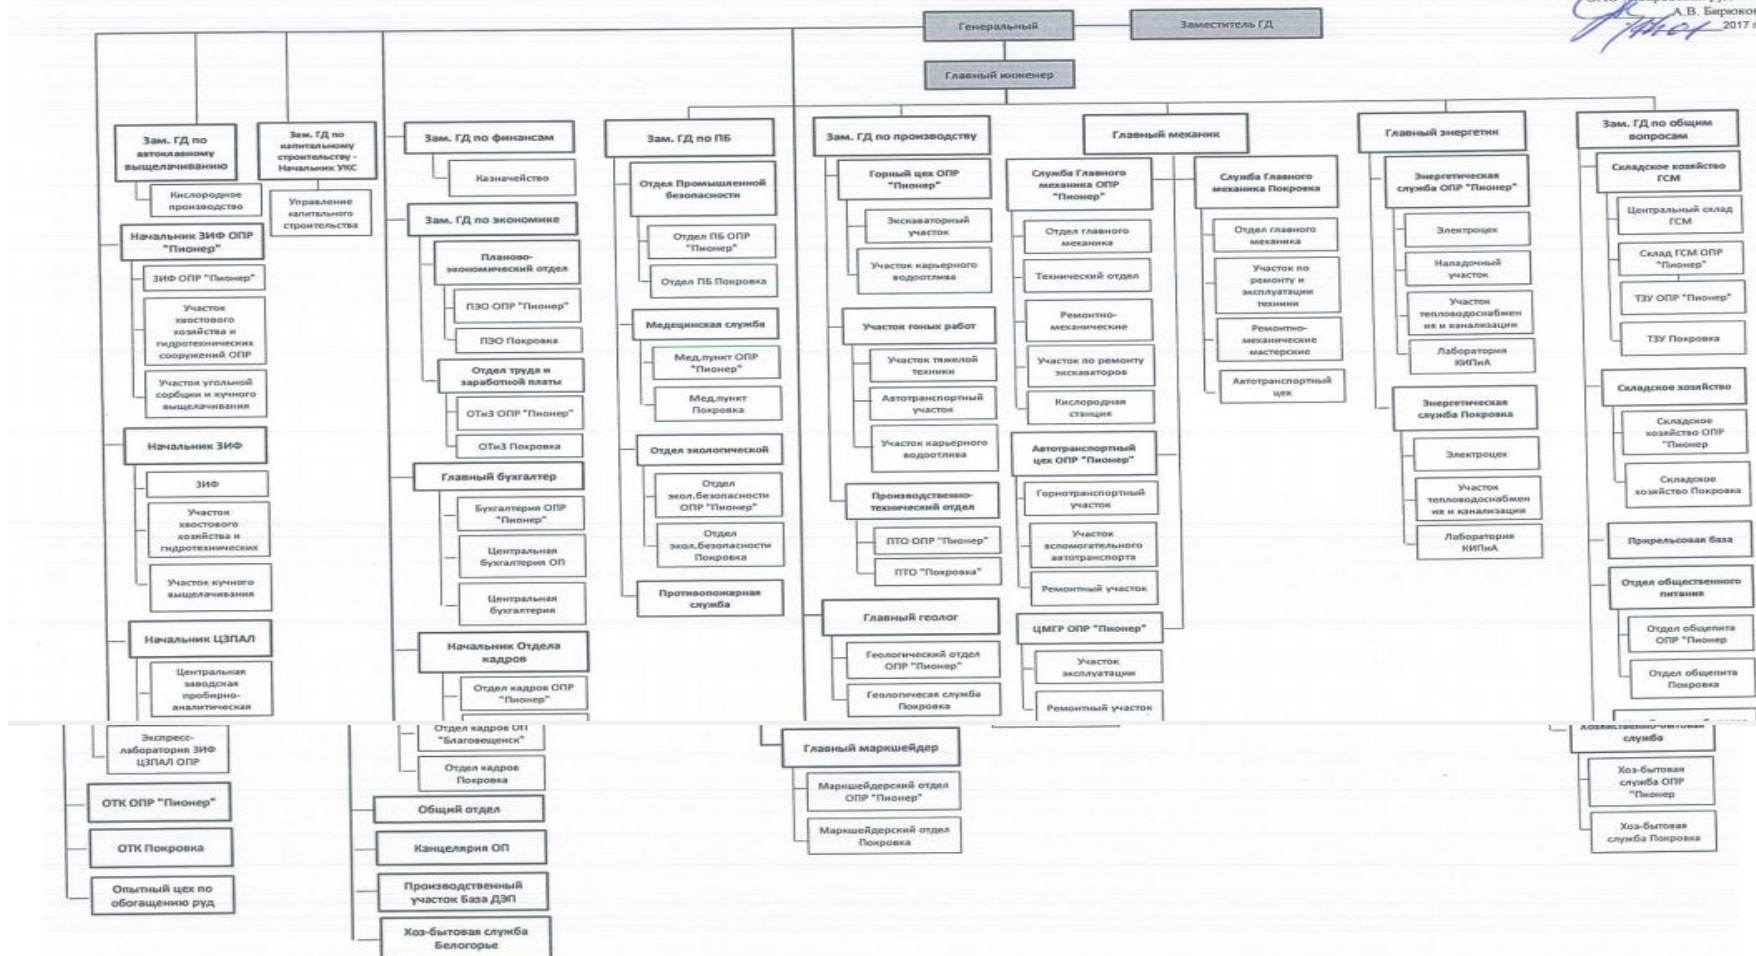 А.В. Бирюков
2017 г
Генеральный
Заместитель ГД
Главный инженер
Зам. ГД по
автоклавному
выщелачиванию
Кислородное
производство
Начальник ЗИФ ОПР
"Пионер"
ЗИФ ОПР "Пионер"
Участок
хвостового
хозяйства и
гидротехнических
сооружений ОПР
Участок угольной
сорбции и кучного
выщелачивания
Начальник ЗИФ
ЗИФ
Участок
хвостового
хозяйства и
гидротехнических
Участок кучного
выщелачивания
Начальник ЦЗПАЛ
Центральная
заводская
пробирно-
аналитическая
Экспресс-
лаборатория ЗИФ
ЦЗПАЛ ОПР
ОТК ОПР "Пионер"
ОТК Покровка
Опытный цех по
обогащению руд
Зам. ГД по
капитальному
строительству -
Начальник УКС
Управление
капитального
строительства
Зам. ГД по финансам
Казначейство
Зам. ГД по экономике
Планово-
экономический отдел
ПЭО ОПР "Пионер"
ПЭО Покровка
Отдел труда и
заработной платы
ОТиЗ ОПР "Пионер"
ОТиЗ Покровка
Главный бухгалтер
Бухгалтерия ОПР
"Пионер"
Центральная
бухгалтерия ОП
Центральная
бухгалтерия
Начальник Отдела
кадров
Отдел кадров ОПР
"Пионер"
Отдел кадров ОП
"Благовещенск"
Отдел кадров
Покровка
Общий отдел
Канцелярия ОП
Производственный
участок База ДЭП
Хоз-бытовая служба
Белогорье
Зам. ГД по ПБ
Отдел Промышленной
безопасности
Отдел ПБ ОПР
"Пионер"
Отдел ПБ Покровка
Медецинская служба
Мед.пункт ОПР
"Пионер"
Мед.пункт
Покровка
Отдел экологической
Отдел
экол.безопасности
ОПР "Пионер"
Отдел
экол.безопасности
Покровка
Противопожарная
служба
Зам. ГД по производству
Горный цех ОПР
"Пионер"
Экскаваторный
участок
Участок карьерного
водоотлива
Участок гоных работ
Участок тяжелой
техники
Автотранспортный
участок
Участок карьерного
водоотлива
Производственно-
технический отдел
ПТО ОПР "Пионер"
ПТО "Покровка"
Главный геолог
Геологический отдел
ОПР "Пионер"
Геологичесая служба
Покровка
Главный маркшейдер
Маркшейдерский отдел
ОПР "Пионер"
Маркшейдерский отдел
Покровка
Главный механик
Служба Главного
механика ОПР
"Пионер"
Отдел главного
механика
Технический отдел
Ремонтно-
механические
Участок по ремонту
экскаваторов
Кислородная
станция
Автотранспортный
цех ОПР "Пионер"
Горнотранспортный
участок
Участок
вспомогательного
автотранспорта
Ремонтный участок
ЦМГР ОПР "Пионер"
Участок
эксплуатации
Ремонтный участок
Служба Главного
механика Покровка
Отдел главного
механика
Участок по
ремонту и
эксплуатации
техники
Ремонтно-
механические
мастерские
Автотранспортный
цех
Главный энергетик
Энергетическая
служба ОПР "Пионер"
Электроцех
Наладочный
участок
Участок
тепловодоснабжен
ия и канализации
Лаборатория
КИПиА
Энергетическая
служба Покровка
Электроцех
Участок
тепловодоснабжен
ия и канализации
Лаборатория
КИПиА
Зам. ГД по общим
вопросам
Складское хозяйство
ГСМ
Центральный склад
ГСМ
Склад ГСМ ОПР
"Пионер"
ТЗУ ОПР "Пионер"
ТЗУ Покровка
Складское хозяйство
Складское
хозяйство ОПР
"Пионер
Складское
хозяйство Покровка
Прирельсовая база
Отдел общественного
питания
Отдел общепита
ОПР "Пионер
Отдел общепита
Покровка
Хозяйственно-бытовая
служба
Хоз-бытовая
служба ОПР
"Пионер
Хоз-бытовая
служба Покровка